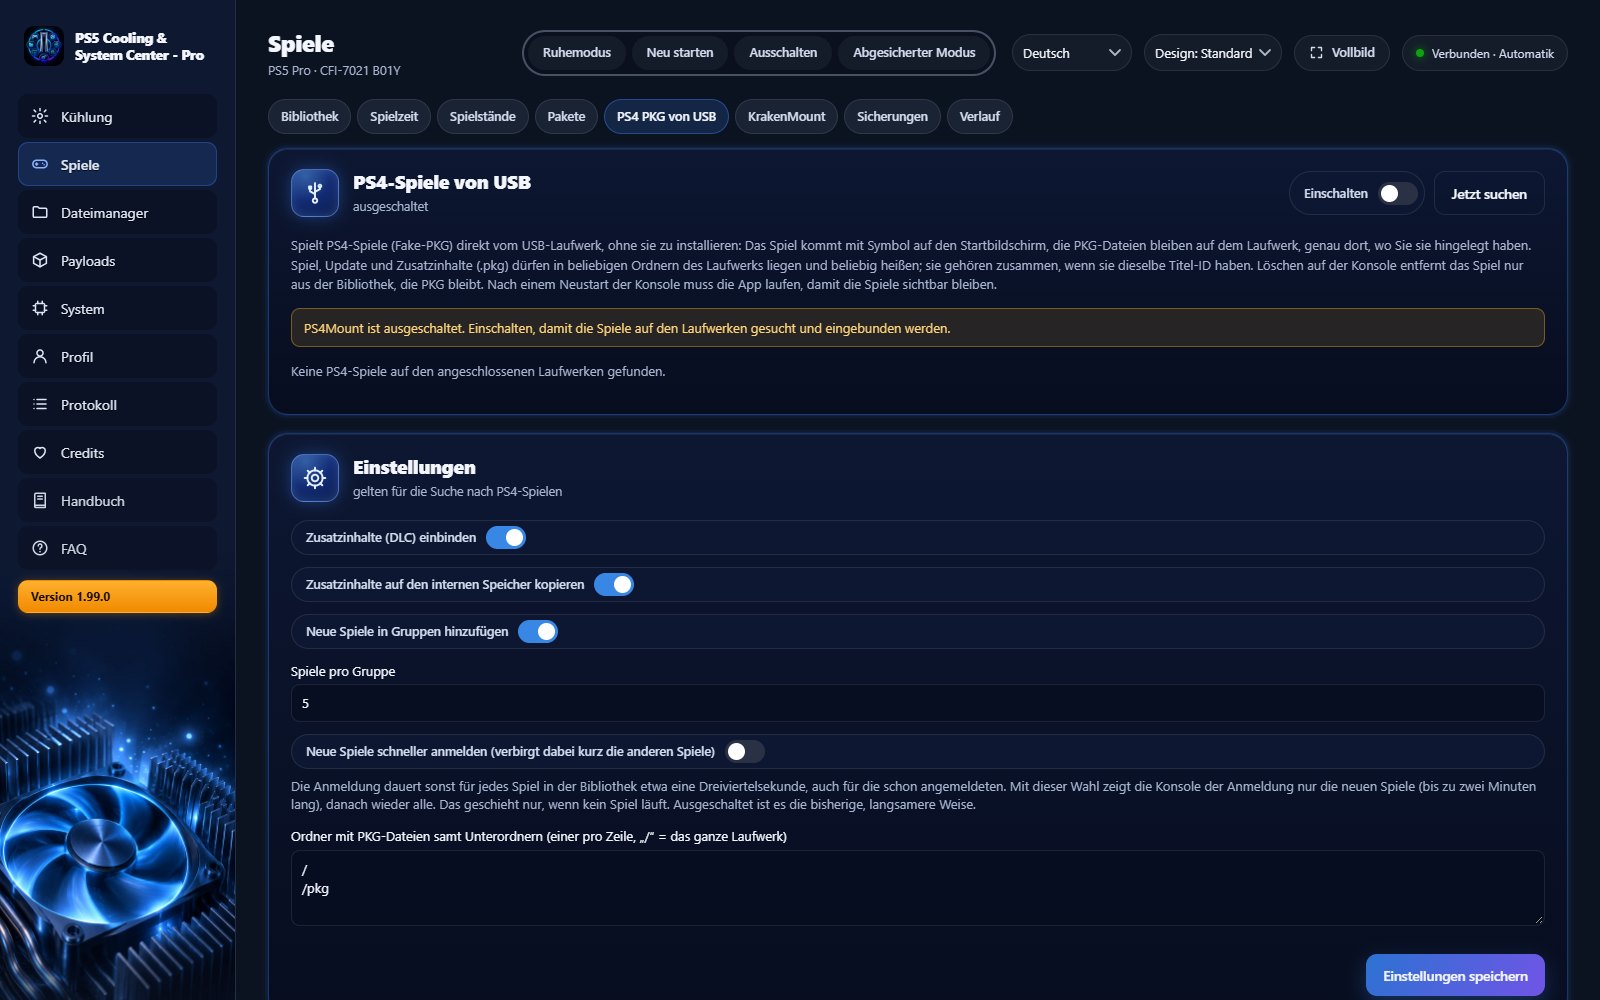 PS5 Cooling &
System Center - Pro
Kühlung
Spiele
Dateimanager
Payloads
System
Profil
Protokoll
Credits
Handbuch
FAQ
Version 1.99.0
Spiele
PS5 Pro · CFI-7021 B01Y
Ruhemodus
Neu starten
Ausschalten
Abgesicherter Modus
Deutsch
Design: Standard
Vollbild
Verbunden · Automatik
Bibliothek
Spielzeit
Spielstände
Pakete
PS4 PKG von USB
KrakenMount
Sicherungen
Verlauf
PS4-Spiele von USB
ausgeschaltet
Einschalten
Jetzt suchen
Spielt PS4-Spiele (Fake-PKG) direkt vom USB-Laufwerk, ohne sie zu installieren: Das Spiel kommt mit Symbol auf den Startbildschirm, die PKG-Dateien bleiben auf dem Laufwerk, genau dort, wo Sie sie hingelegt haben.
Spiel, Update und Zusatzinhalte (.pkg) dürfen in beliebigen Ordnern des Laufwerks liegen und beliebig heißen; sie gehören zusammen, wenn sie dieselbe Titel-ID haben. Löschen auf der Konsole entfernt das Spiel nur
aus der Bibliothek, die PKG bleibt. Nach einem Neustart der Konsole muss die App laufen, damit die Spiele sichtbar bleiben.
PS4Mount ist ausgeschaltet. Einschalten, damit die Spiele auf den Laufwerken gesucht und eingebunden werden.
Keine PS4-Spiele auf den angeschlossenen Laufwerken gefunden.
Einstellungen
gelten für die Suche nach PS4-Spielen
Zusatzinhalte (DLC) einbinden
Zusatzinhalte auf den internen Speicher kopieren
Neue Spiele in Gruppen hinzufügen
Spiele pro Gruppe
5
Neue Spiele schneller anmelden (verbirgt dabei kurz die anderen Spiele)
Die Anmeldung dauert sonst für jedes Spiel in der Bibliothek etwa eine Dreiviertelsekunde, auch für die schon angemeldeten. Mit dieser Wahl zeigt die Konsole der Anmeldung nur die neuen Spiele (bis zu zwei Minuten
lang), danach wieder alle. Das geschieht nur, wenn kein Spiel läuft. Ausgeschaltet ist es die bisherige, langsamere Weise.
Ordner mit PKG-Dateien samt Unterordnern (einer pro Zeile, „/“ = das ganze Laufwerk)
/
/pkg
Einstellungen speichern